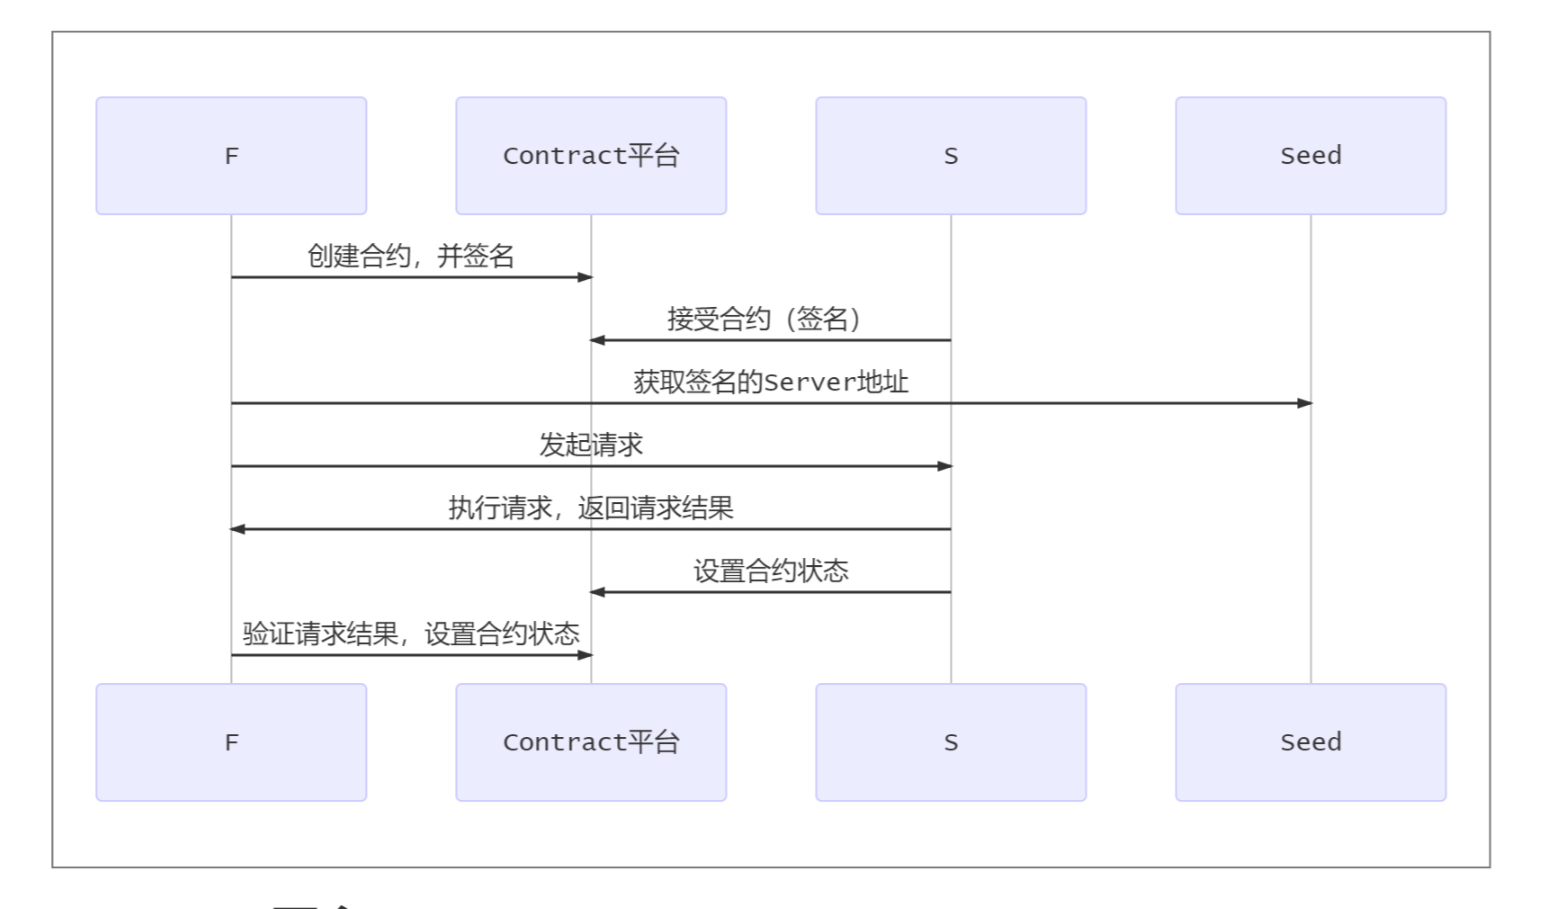 F
Contract平台
S
Seed
创建合约，并签名
接受合约（签名）
获取签名的Server地址
发起请求
执行请求，返回请求结果
设置合约状态
验证请求结果，设置合约状态
F
Contract平台
S
Seed